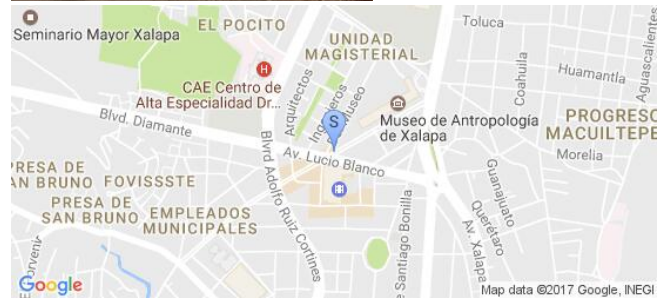 Seminario Mayor Xalapa
EL POCITO
UNIDAD
MAGISTERIAL
Toluca
Coahuila
Aguascalientes
Huamantla
H
CAE Centro de
Alta Especialidad Dr...
Arquitectos
Ingenieros
Museo
S
Museo de Antropología
de Xalapa
PROGRESO
MACUILTEPE
Morelia
Blvd. Diamante
Av. Lucio Blanco
Blvrd Adolfo Ruiz Cortines
PRESA DE
AN BRUNO
FOVISSSTE
PRESA DE
SAN BRUNO
EMPLEADOS
MUNICIPALES
Guanajuato
Querétaro
Av. Xalapa
e Santiago Bonilla
orvenir
Google
Map data ©2017 Google, INEGI